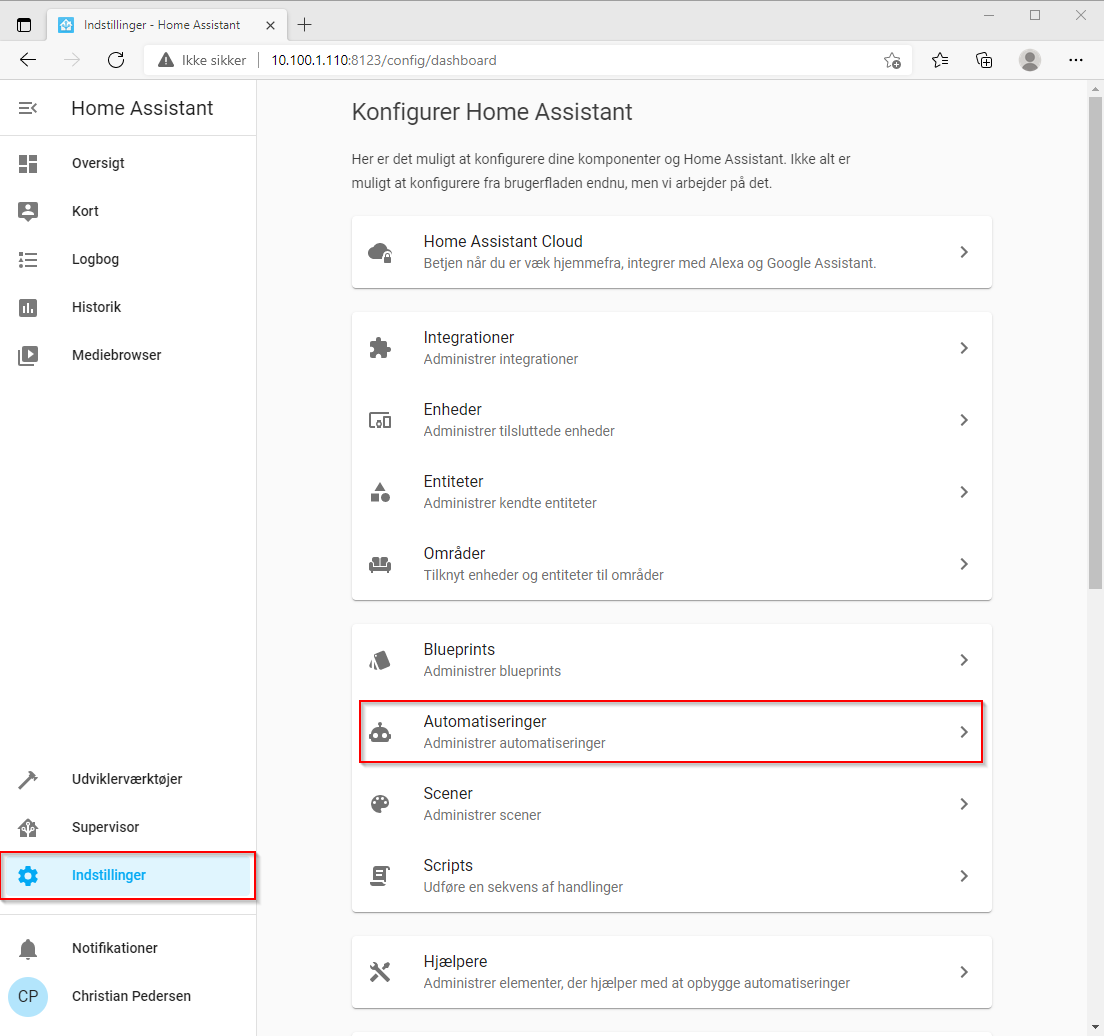 Indstillinger - Home Assistant
Ikke sikker
10.100.1.110:8123/config/dashboard
Home Assistant
Oversigt
Kort
Logbog
Historik
Mediebrowser
Udviklerværktøjer
Supervisor
Indstillinger
Notifikationer
CP
Christian Pedersen
Konfigurer Home Assistant
Her er det muligt at konfigurere dine komponenter og Home Assistant. Ikke alt er
muligt at konfigurere fra brugerfladen endnu, men vi arbejder på det.
Home Assistant Cloud
Betjen når du er væk hjemmefra, integrer med Alexa og Google Assistant.
Integrationer
Administrer integrationer
Enheder
Administrer tilsluttede enheder
Entiteter
Administrer kendte entiteter
Områder
Tilknyt enheder og entiteter til områder
Blueprints
Administrer blueprints
Automatiseringer
Administrer automatiseringer
Scener
Administrer scener
Scripts
Udføre en sekvens af handlinger
Hjælpere
Administrer elementer, der hjælper med at opbygge automatiseringer